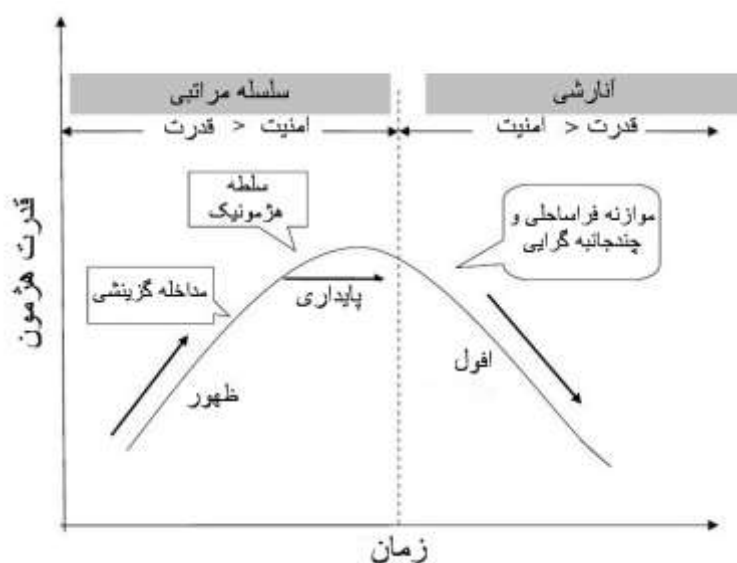 سلسله مراتبی
انارشی
امنیت > قدرت
قدرت < امنیت
سلطه
هژمونیک
موازنه فراساحلی و
چندجانبه گرایی
مداخله گزینشی
پایداری
قدرت هژمون
ظهور
افول
زمان